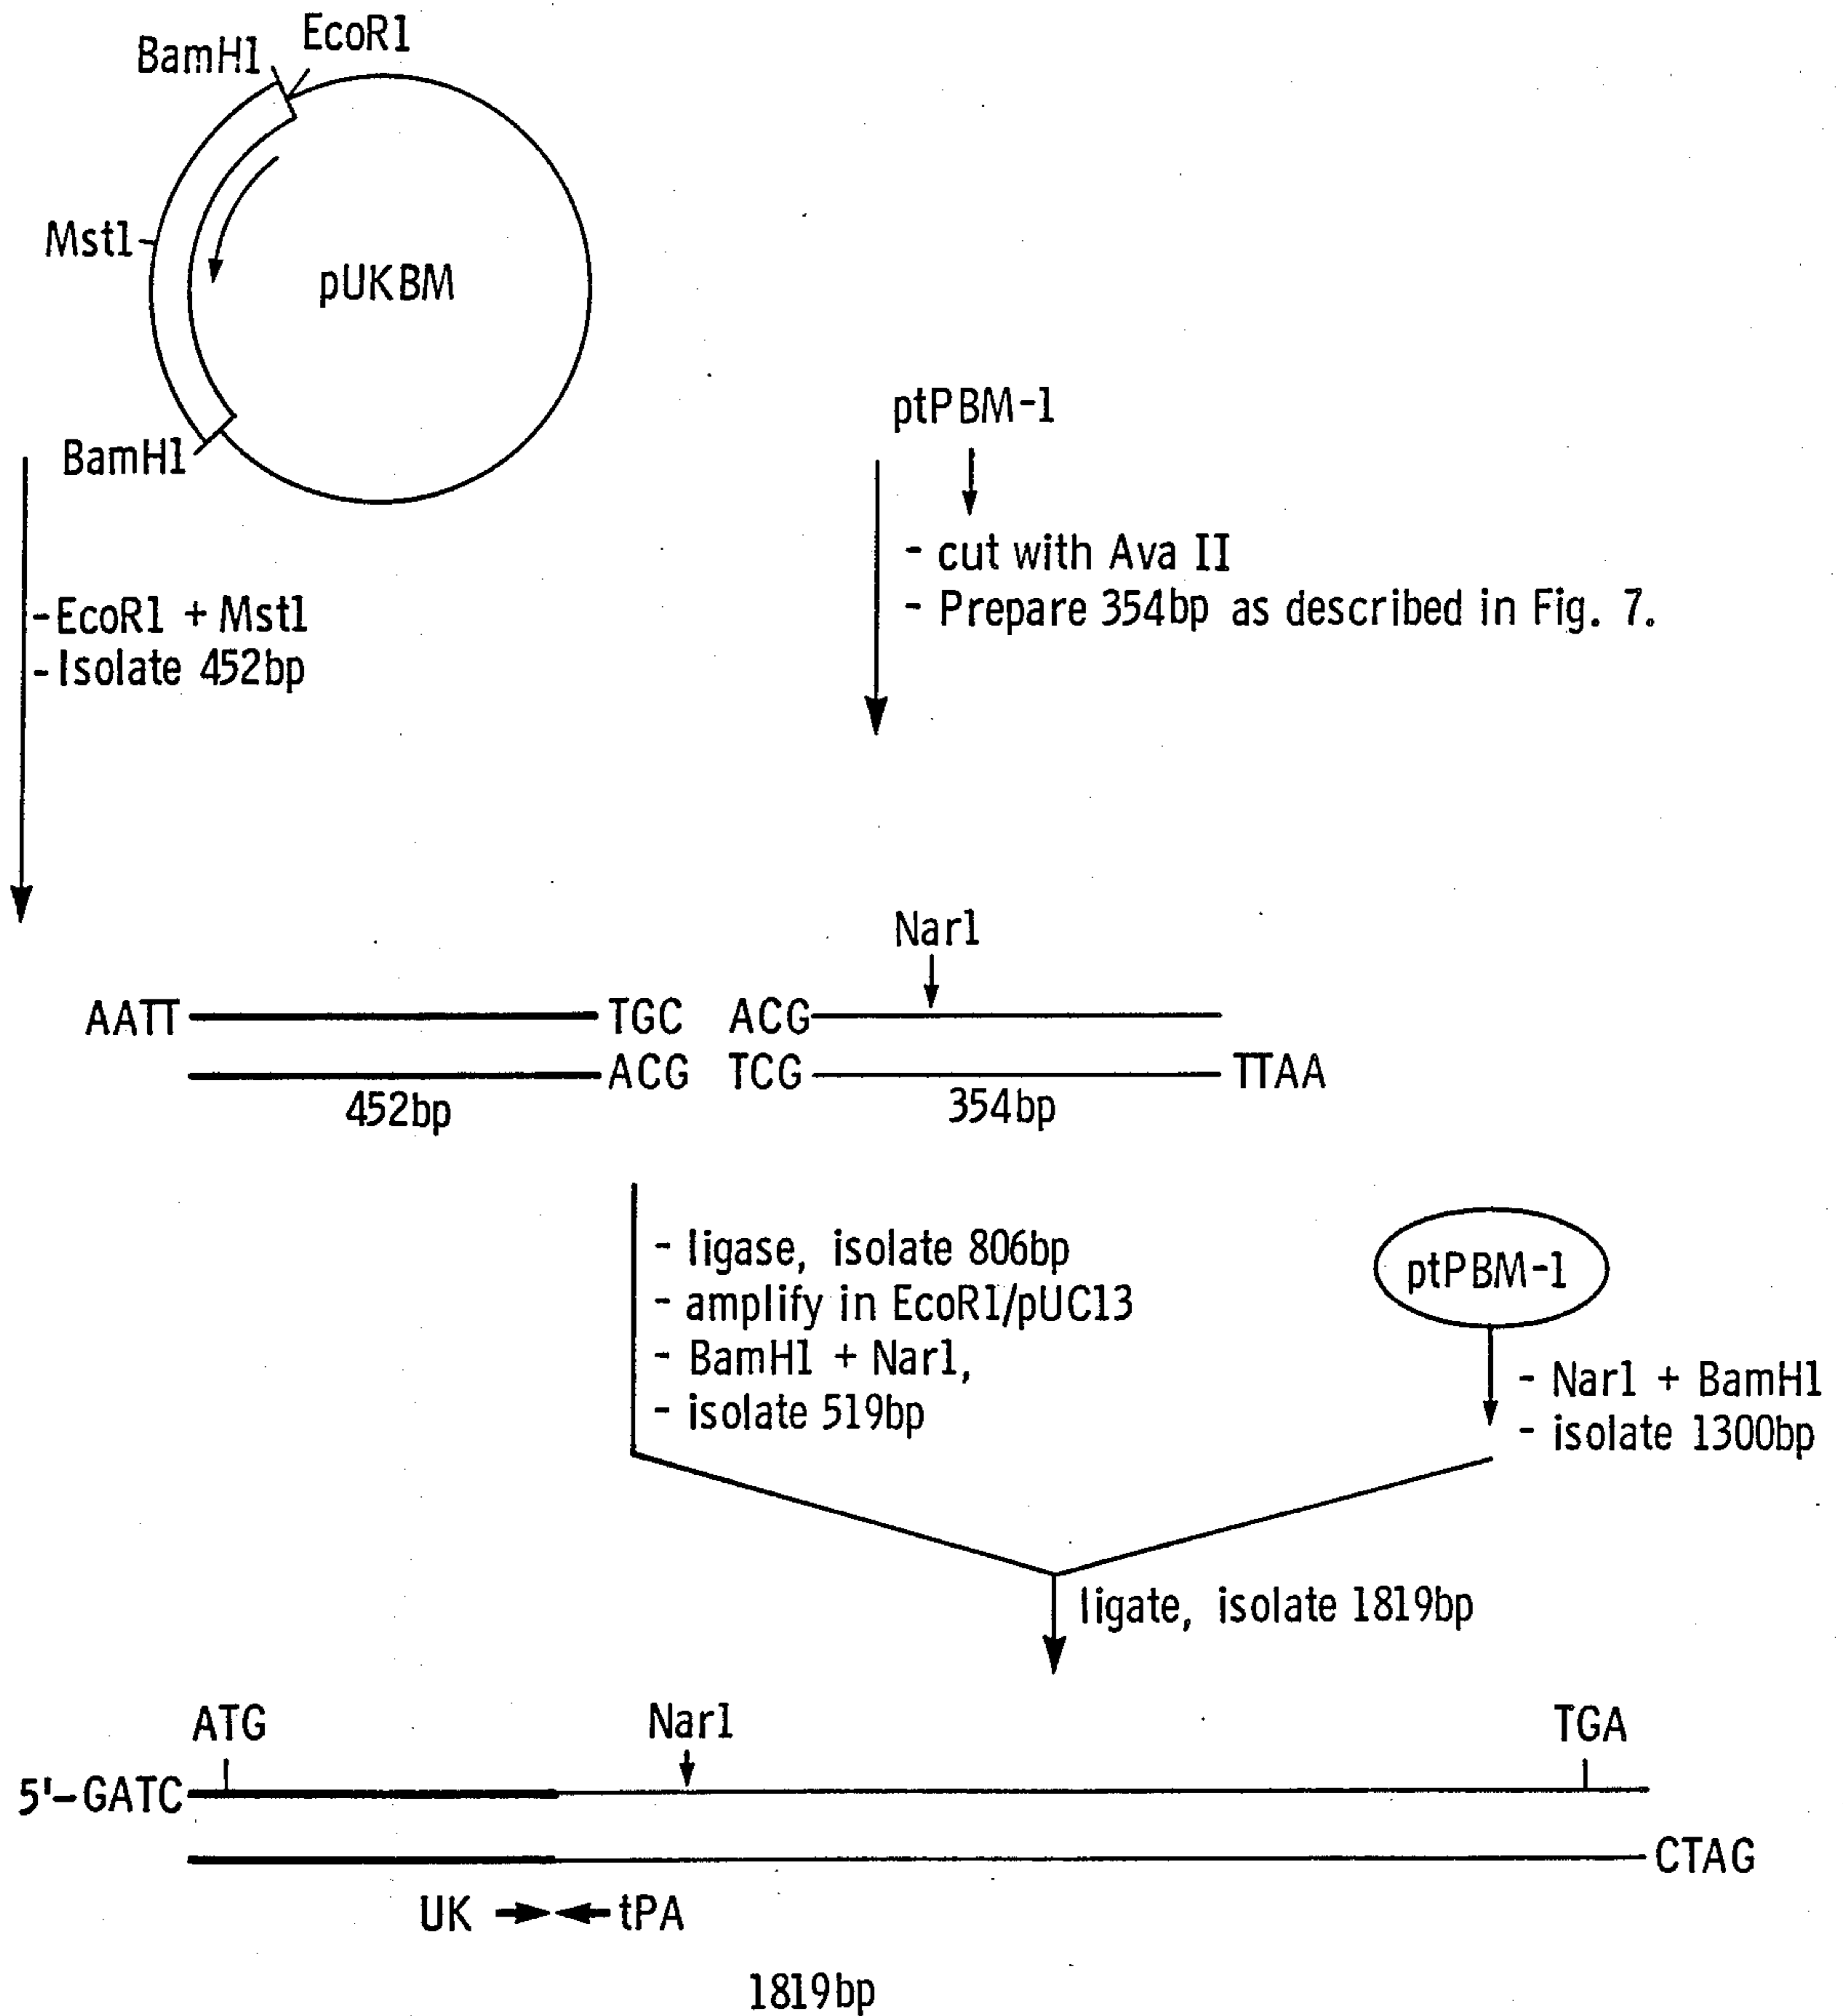 BamH1
EcoR1
Mst1
pUKBM
BamH1
ptPBM-1
- cut with Ava II
- Prepare 354bp as described in Fig. 7.
-EcoR1 + Mst1
-Isolate 452bp
Nar1
AATT TGC ACG
ACG TCG TTAA
452bp 354bp
- ligase, isolate 806bp
- amplify in EcoR1/pUC13
- BamH1 + Nar1,
- isolate 519bp
ptPBM-1
- Nar1 + BamH1
- isolate 1300bp
ligate, isolate 1819bp
ATG Nar1 TGA
5'-GATC
CTAG
UK tPA
1819bp